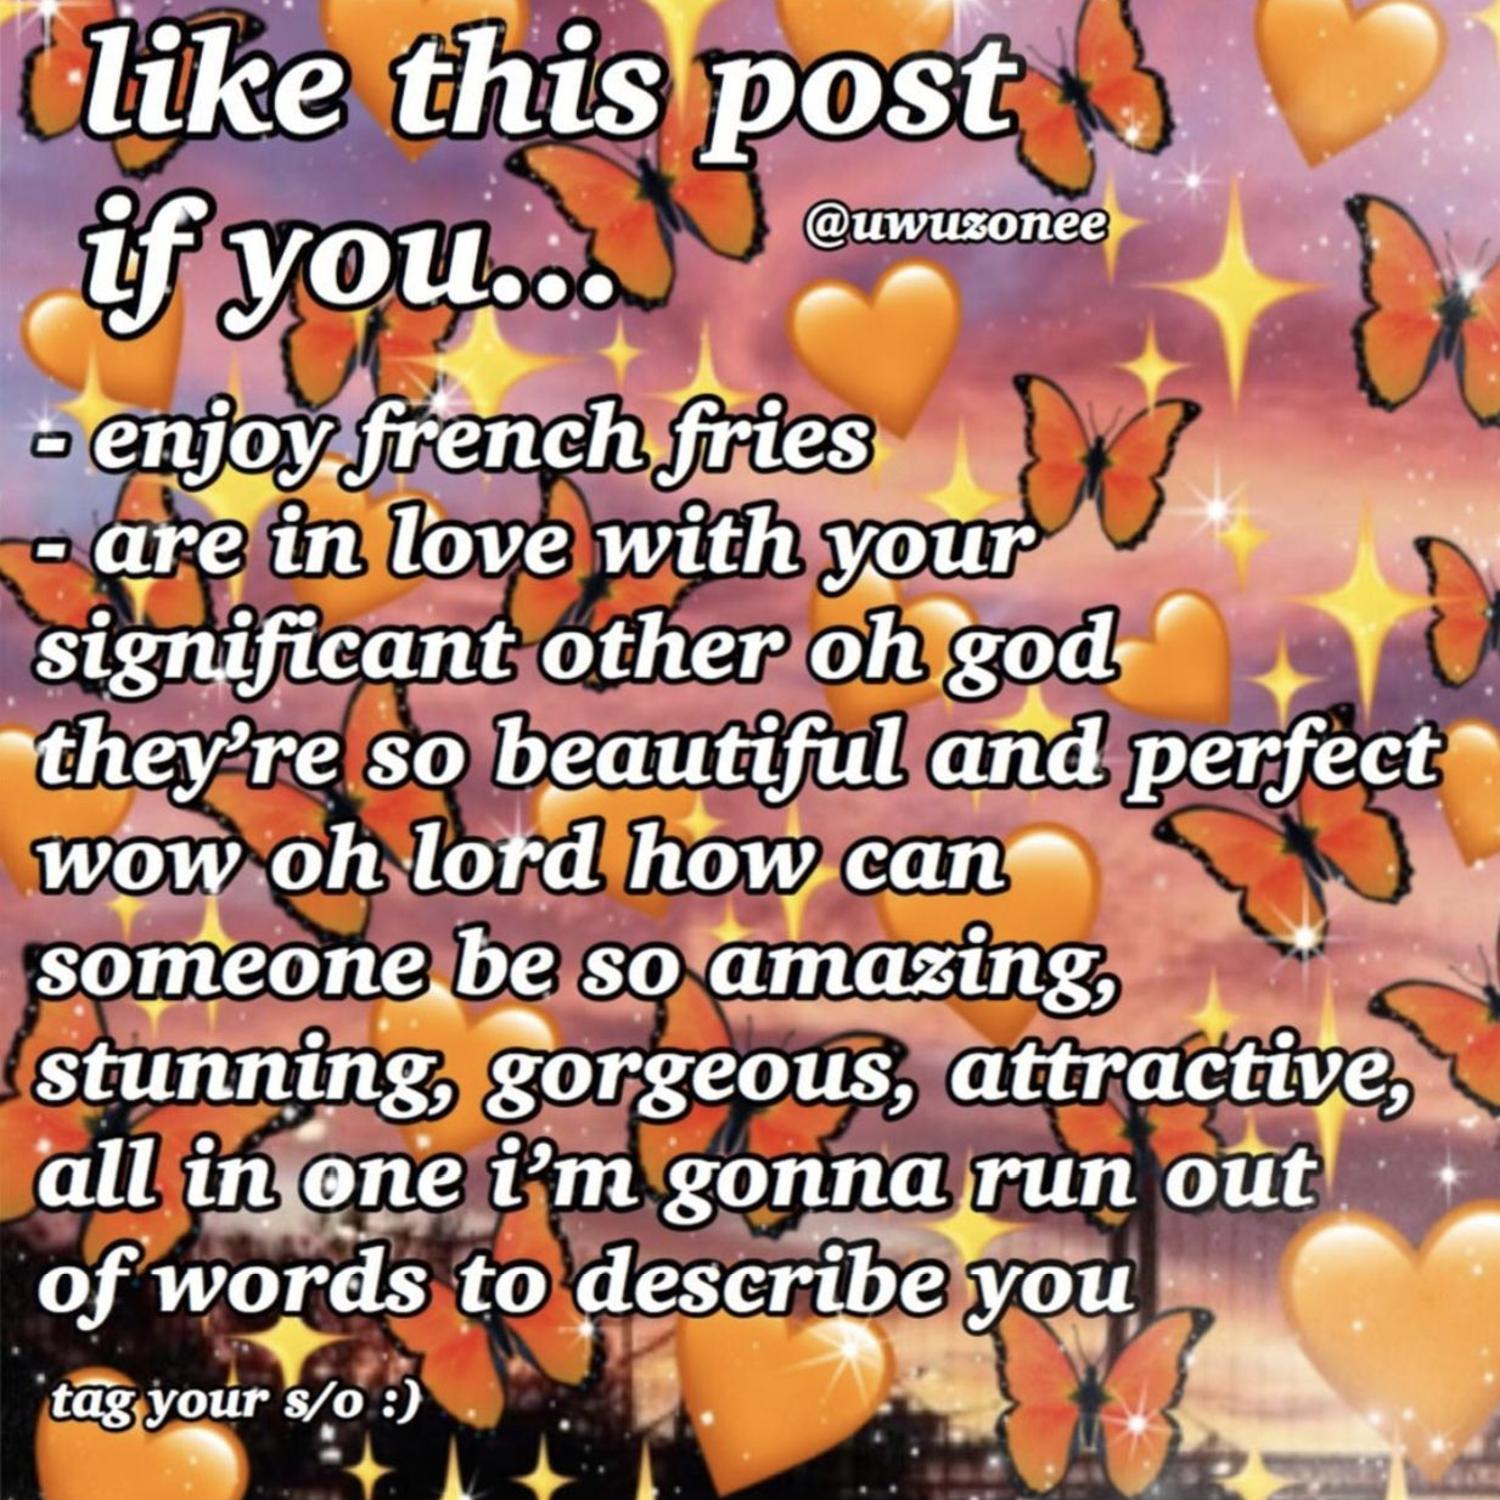 like this post
if you...
@uwuzonee
- enjoy french fries
- are in love with your
significant other oh god
they're so beautiful and perfect
wow oh lord how can
someone be so amazing,
stunning, gorgeous, attractive,
all in one i'm gonna run out
of words to describe you
tag your s/o :)